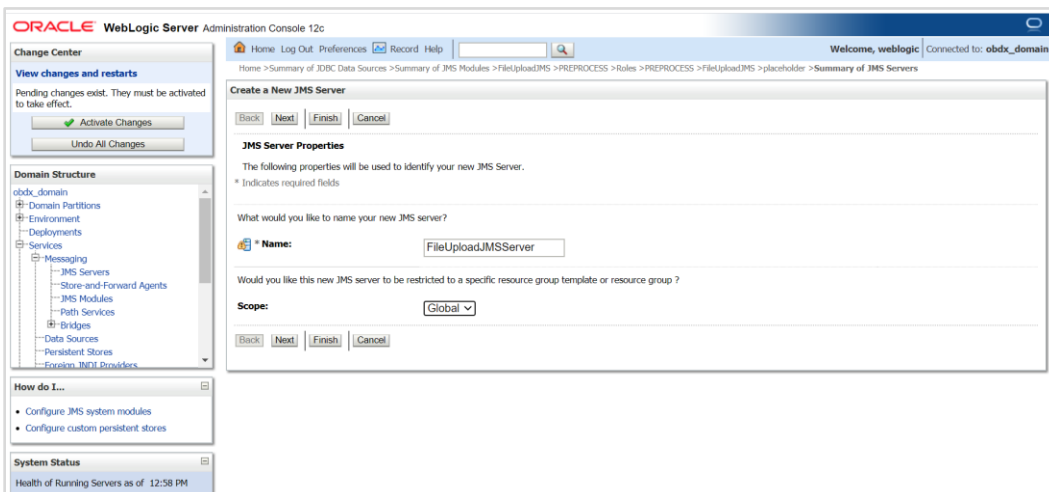 ORACLE WebLogic Server Administration Console 12c
Change Center
View changes and restarts
Pending changes exist. They must be activated
to take effect.
Activate Changes
Undo All Changes
Domain Structure
obdx_domain
Domain Partitions
Environment
Deployments
Services
Messaging
JMS Servers
Store-and-Forward Agents
JMS Modules
Path Services
Bridges
Data Sources
Persistent Stores
Foreign JNDI Providers
How do I...
Configure JMS system modules
Configure custom persistent stores
System Status
Health of Running Servers as of 12:58 PM
Home Log Out Preferences Record Help
Welcome, weblogic Connected to: obdx_domain
Home >Summary of JDBC Data Sources >Summary of JMS Modules >FileUploadJMS >PREPROCESS >Roles >PREPROCESS >FileUploadJMS >placeholder >Summary of JMS Servers
Create a New JMS Server
Back Next Finish Cancel
JMS Server Properties
The following properties will be used to identify your new JMS Server.
* Indicates required fields
What would you like to name your new JMS server?
* Name: FileUploadJMSServer
Would you like this new JMS server to be restricted to a specific resource group template or resource group ?
Scope: Global
Back Next Finish Cancel